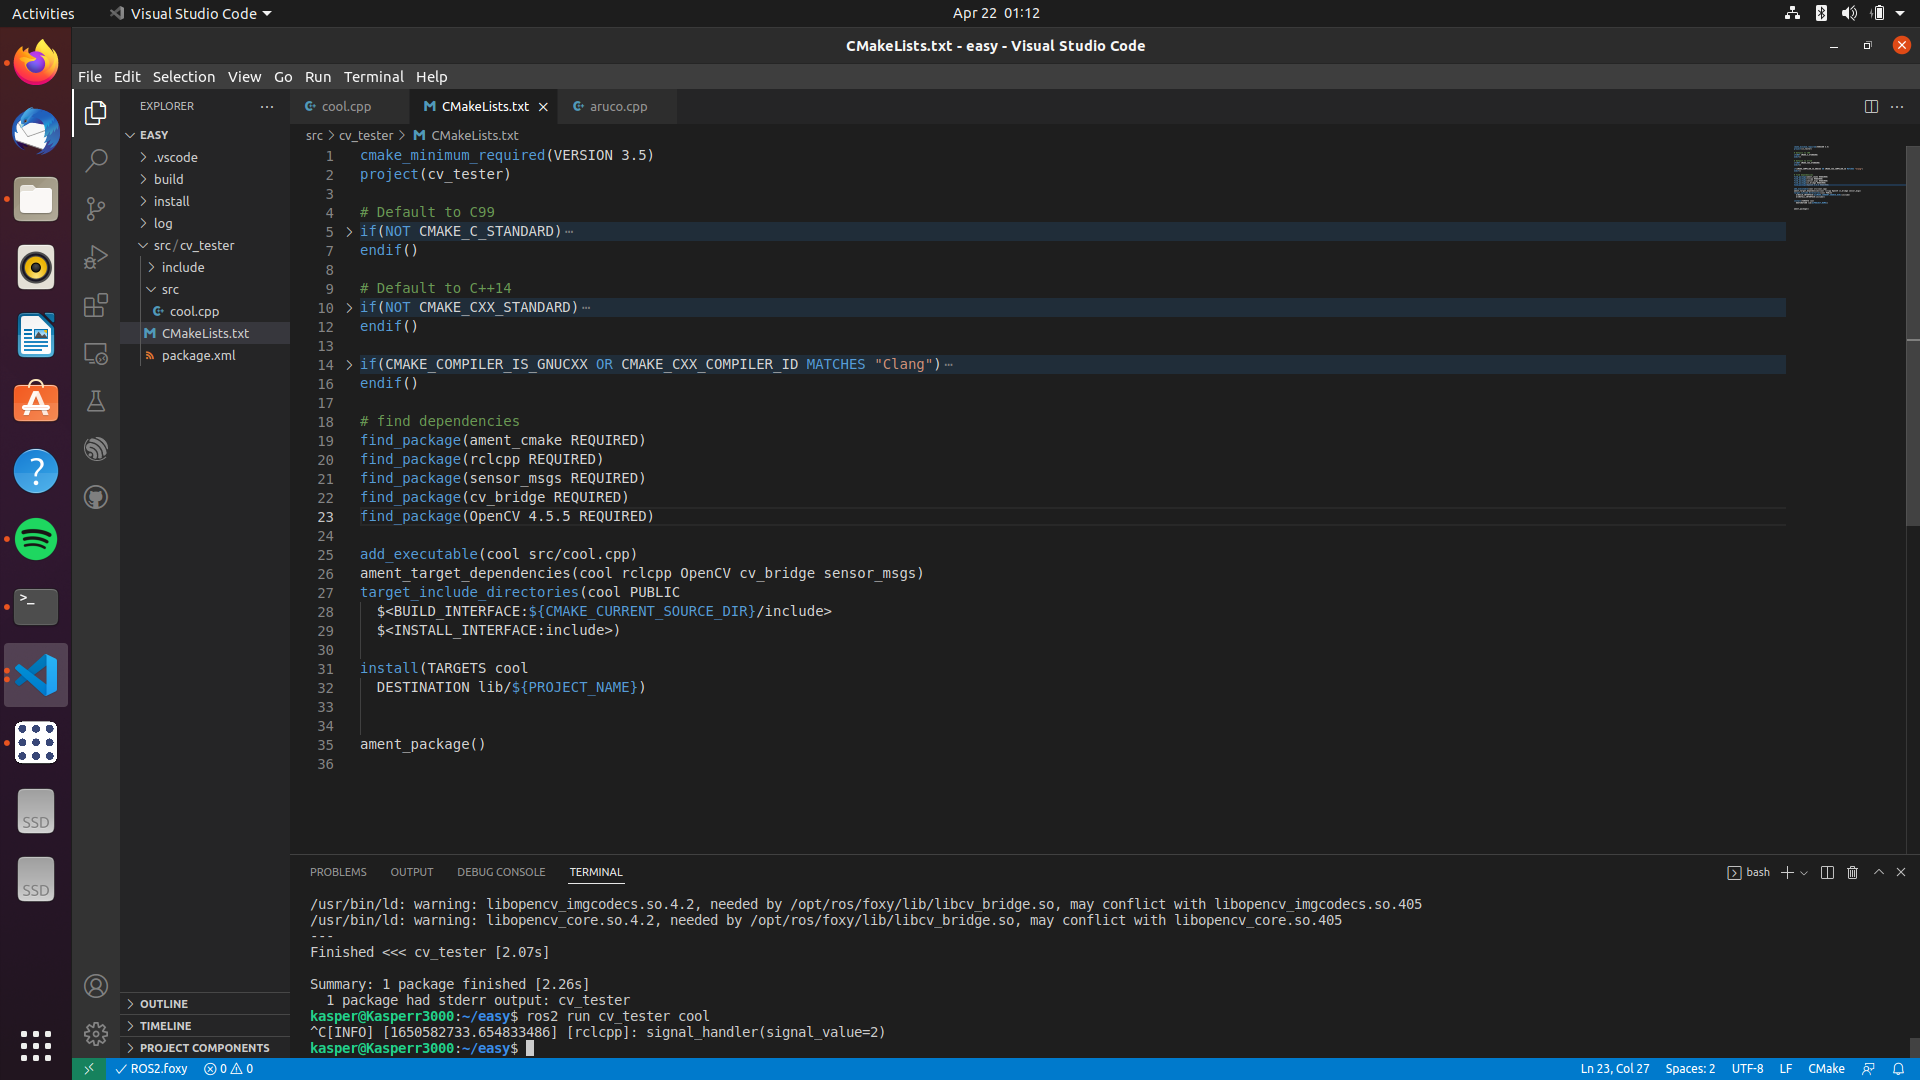 Activities
Visual Studio Code
Apr 22 01:12
CMakeLists.txt - easy - Visual Studio Code
File Edit Selection View Go Run Terminal Help
EXPLORER
cool.cpp
CMakeLists.txt
aruco.cpp
EASY
.vscode
build
install
log
src/cv_tester
include
src
cool.cpp
CMakeLists.txt
package.xml
OUTLINE
TIMELINE
PROJECT COMPONENTS
src > cv_tester > CMakeLists.txt
1 cmake_minimum_required(VERSION 3.5)
2 project(cv_tester)
3
4 # Default to C99
5 if(NOT CMAKE_C_STANDARD)
7 endif()
8
9 # Default to C++14
10 if(NOT CMAKE_CXX_STANDARD)
12 endif()
13
14 if(CMAKE_COMPILER_IS_GNUCXX OR CMAKE_CXX_COMPILER_ID MATCHES "Clang")
16 endif()
17
18 # find dependencies
19 find_package(ament_cmake REQUIRED)
20 find_package(rclcpp REQUIRED)
21 find_package(sensor_msgs REQUIRED)
22 find_package(cv_bridge REQUIRED)
23 find_package(OpenCV 4.5.5 REQUIRED)
24
25 add_executable(cool src/cool.cpp)
26 ament_target_dependencies(cool rclcpp OpenCV cv_bridge sensor_msgs)
27 target_include_directories(cool PUBLIC
28 $<BUILD_INTERFACE:${CMAKE_CURRENT_SOURCE_DIR}/include>
29 $<INSTALL_INTERFACE:include>)
30
31 install(TARGETS cool
32 DESTINATION lib/${PROJECT_NAME})
33
34
35 ament_package()
36
PROBLEMS OUTPUT DEBUG CONSOLE TERMINAL
bash
/usr/bin/ld: warning: libopencv_imgcodecs.so.4.2, needed by /opt/ros/foxy/lib/libcv_bridge.so, may conflict with libopencv_imgcodecs.so.405
/usr/bin/ld: warning: libopencv_core.so.4.2, needed by /opt/ros/foxy/lib/libcv_bridge.so, may conflict with libopencv_core.so.405
---
Finished <<< cv_tester [2.07s]
Summary: 1 package finished [2.26s]
1 package had stderr output: cv_tester
kasper@Kasperr3000:~/easy$ ros2 run cv_tester cool
^C[INFO] [1650582733.654833486] [rclcpp]: signal_handler(signal_value=2)
kasper@Kasperr3000:~/easy$
SSD
SSD
ROS2.foxy
0
0
Ln 23, Col 27
Spaces: 2
UTF-8
LF
CMake